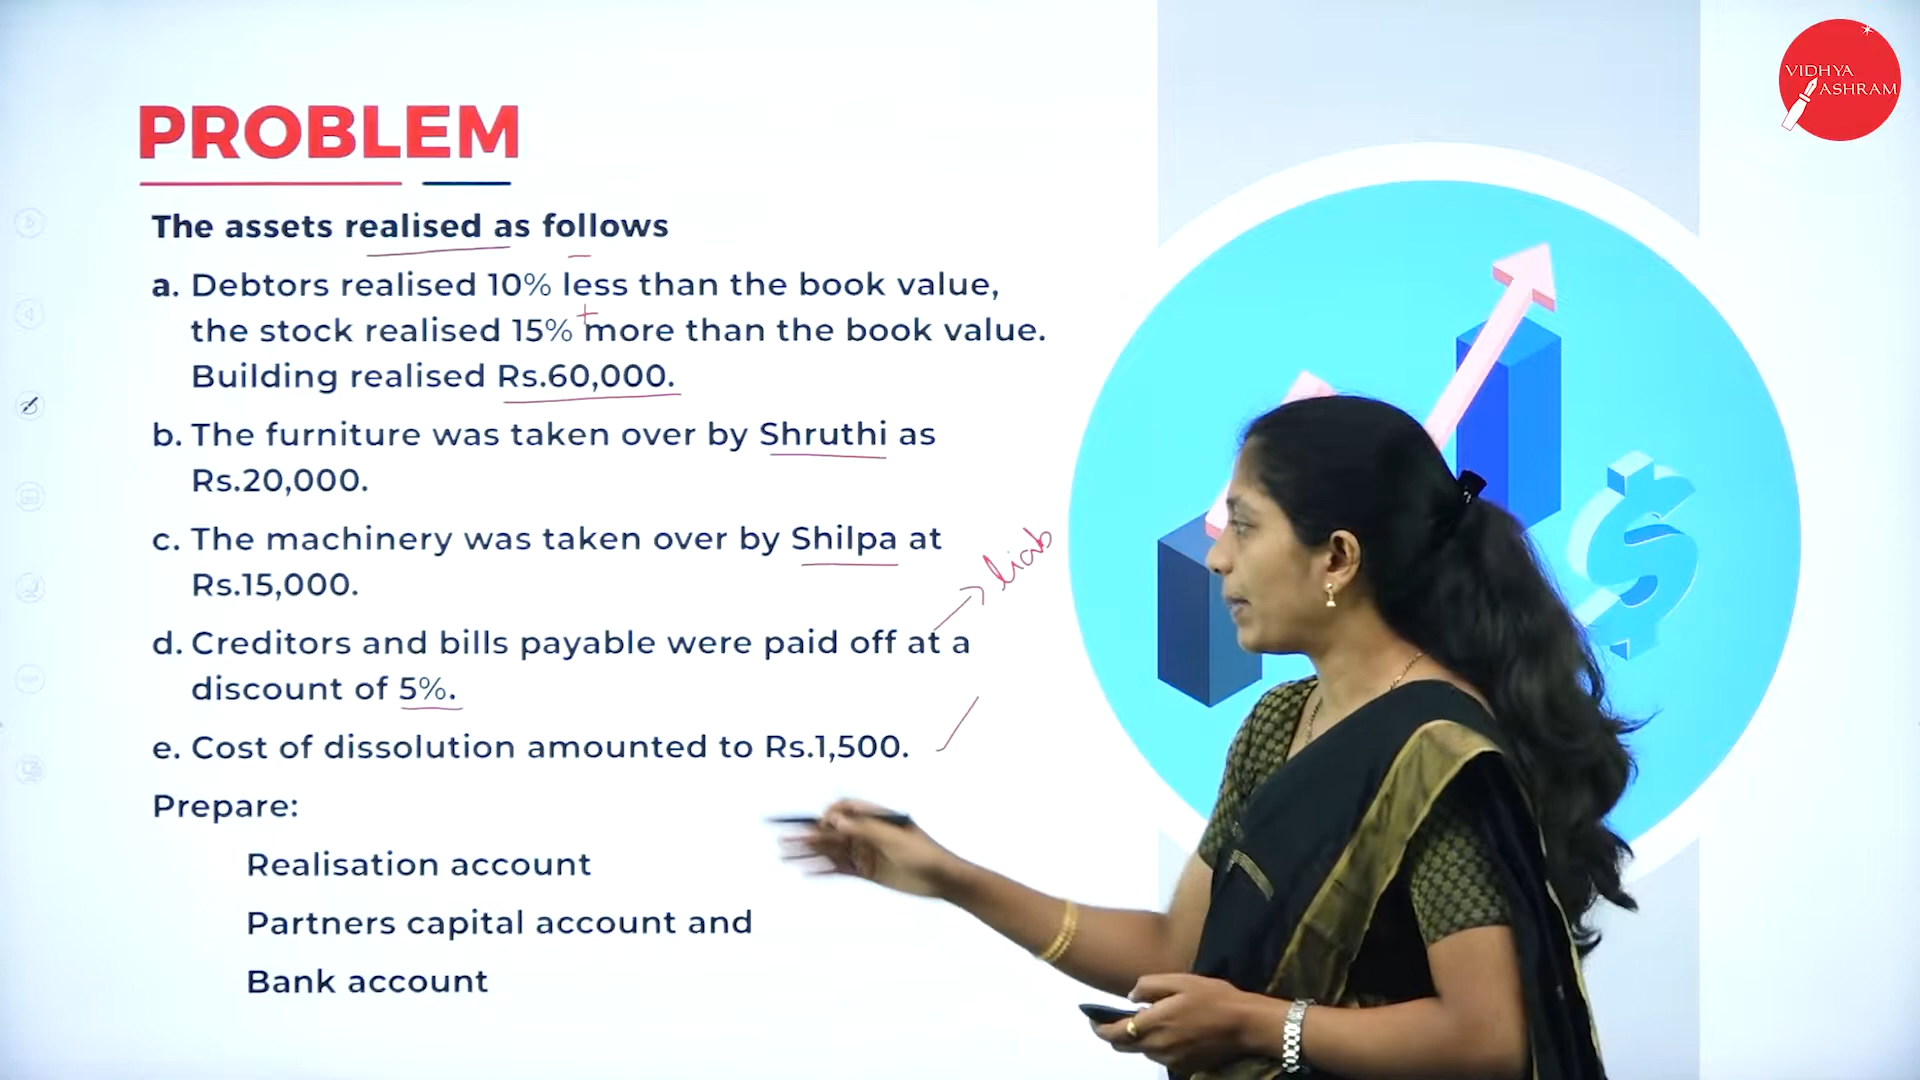 VIDHYA
ASHRAM
PROBLEM
The assets realised as follows
a. Debtors realised 10% less than the book value,
+
the stock realised 15% more than the book value.
Building realised Rs.60,000.
b. The furniture was taken over by Shruthi as
Rs.20,000.
c. The machinery was taken over by Shilpa at
Rs.15,000.
liab
d. Creditors and bills payable were paid off at a
discount of 5%.
e. Cost of dissolution amounted to Rs.1,500.
Prepare:
Realisation account
Partners capital account and
Bank account